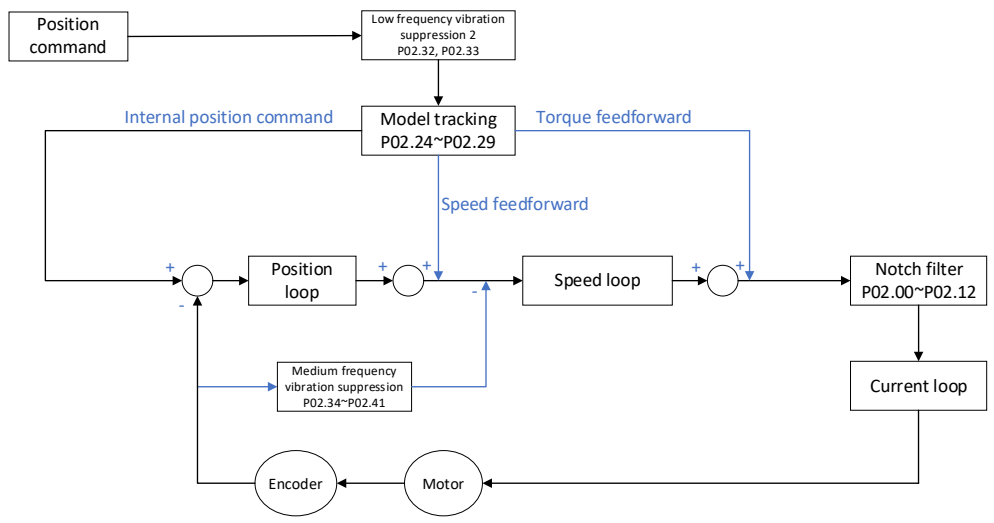 Position
command
Low frequency vibration
suppression 2
P02.32, P02.33
Internal position command
Model tracking
P02.24~P02.29
Torque feedforward
Speed feedforward
+
-
Position
loop
+
+
-
Speed loop
+
+
Notch filter
P02.00~P02.12
Medium frequency
vibration suppression
P02.34~P02.41
Current loop
Encoder
Motor